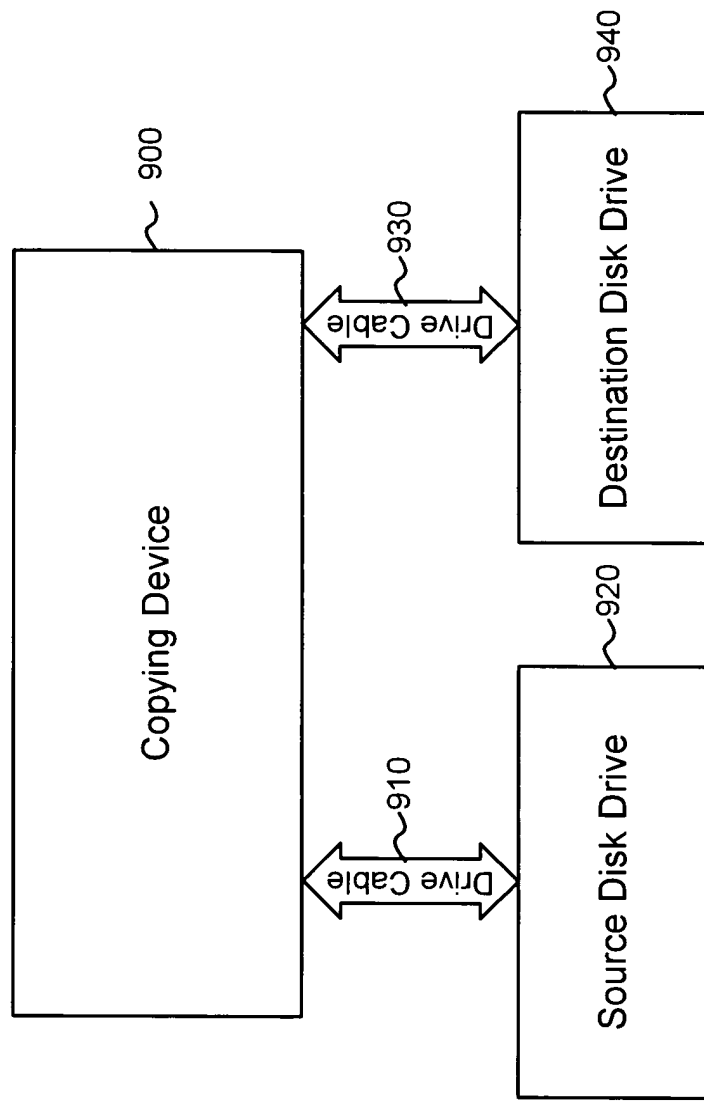 Copying Device
900
Drive Cable
910
Drive Cable
930
Source Disk Drive
920
Destination Disk Drive
940